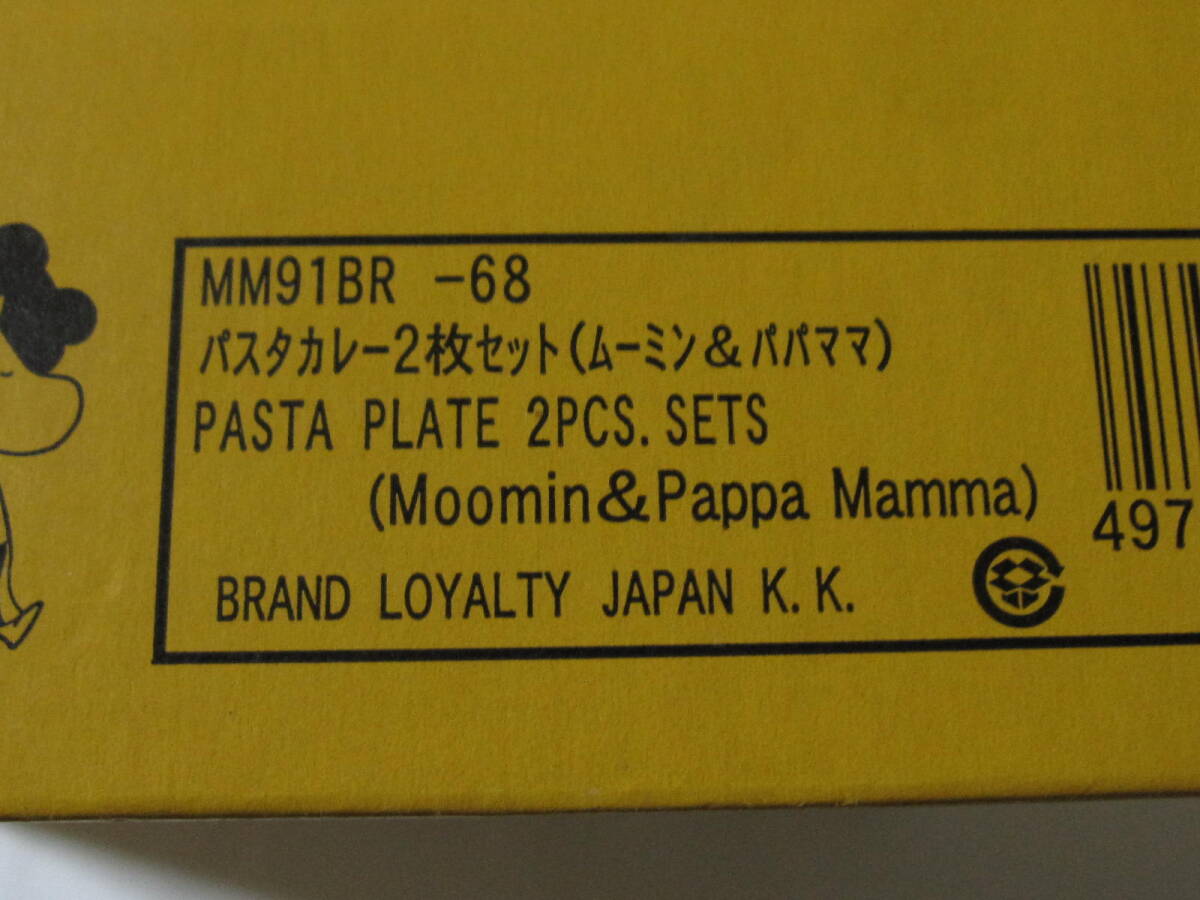 MM91BR -68
パスタカレー2枚セット(ムーミン&パパママ)
PASTA PLATE 2PCS. SETS
(Moomin&Pappa Mamma)
497
BRAND LOYALTY JAPAN K.K.